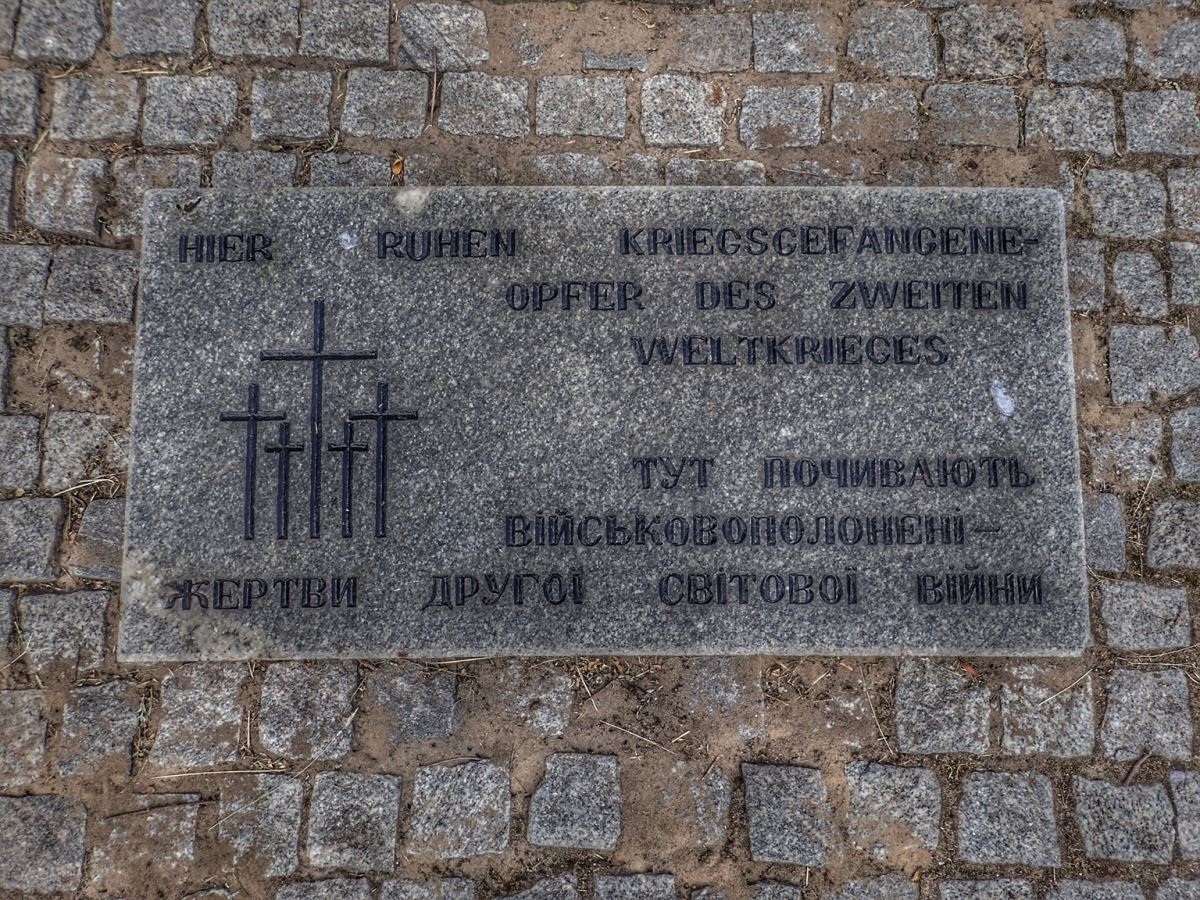 HIER RUHEN KRIEGSGEFANGENE-
OPFER DES ZWEITEN
WELTKRIEGES
ТУТ ПОЧИВАЮТЬ
ВІЙСЬКОВОПОЛОНЕНІ —
ЖЕРТВИ ДРУГОЇ СВІТОВОЇ ВІЙНИ